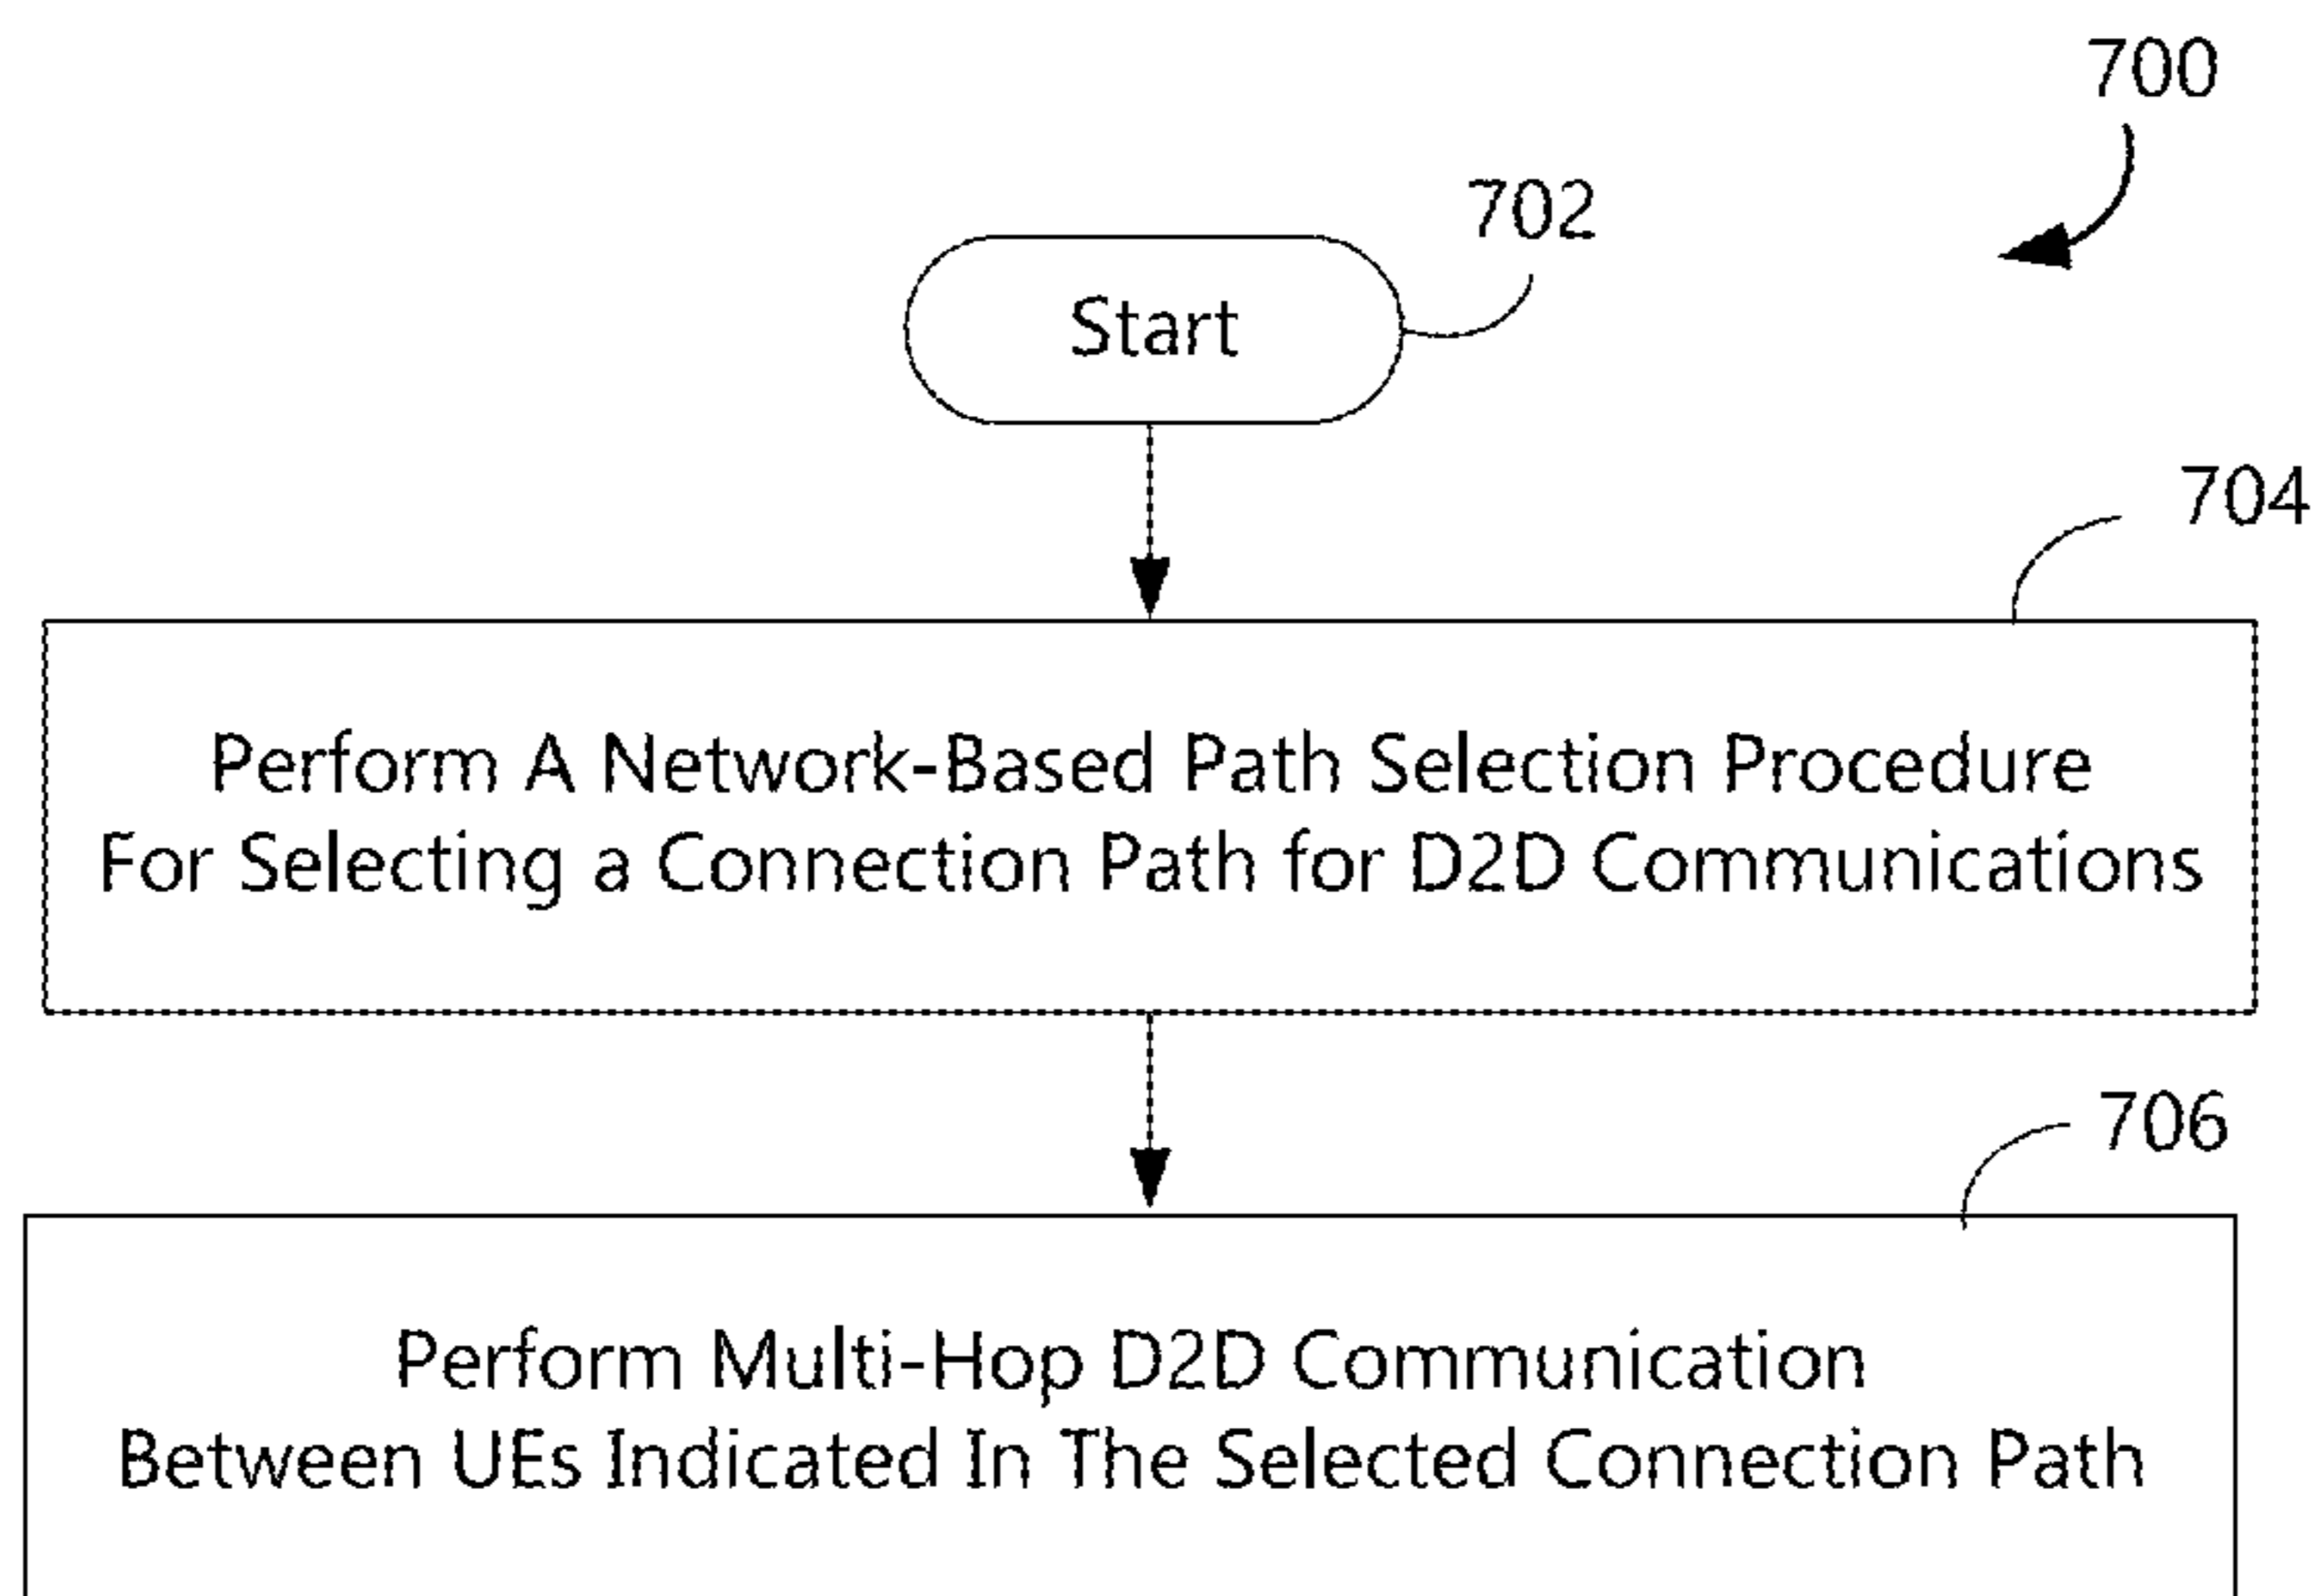 700
702
Start
704
Perform A Network-Based Path Selection Procedure
For Selecting a Connection Path for D2D Communications
706
Perform Multi-Hop D2D Communication
Between UEs Indicated In The Selected Connection Path